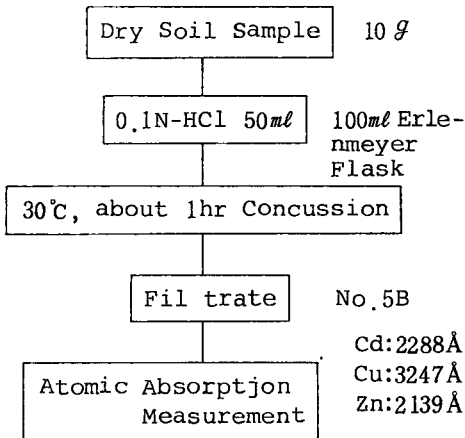 Dry Soil Sample 10 g
0.1N-HCl 50ml 100ml Erle-
nmeyer
Flask
30℃, about 1hr Concussion
Fil trate No.5B
Cd:2288Å
Cu:3247Å
Zn:2139Å
Atomic Absorptjon
Measurement